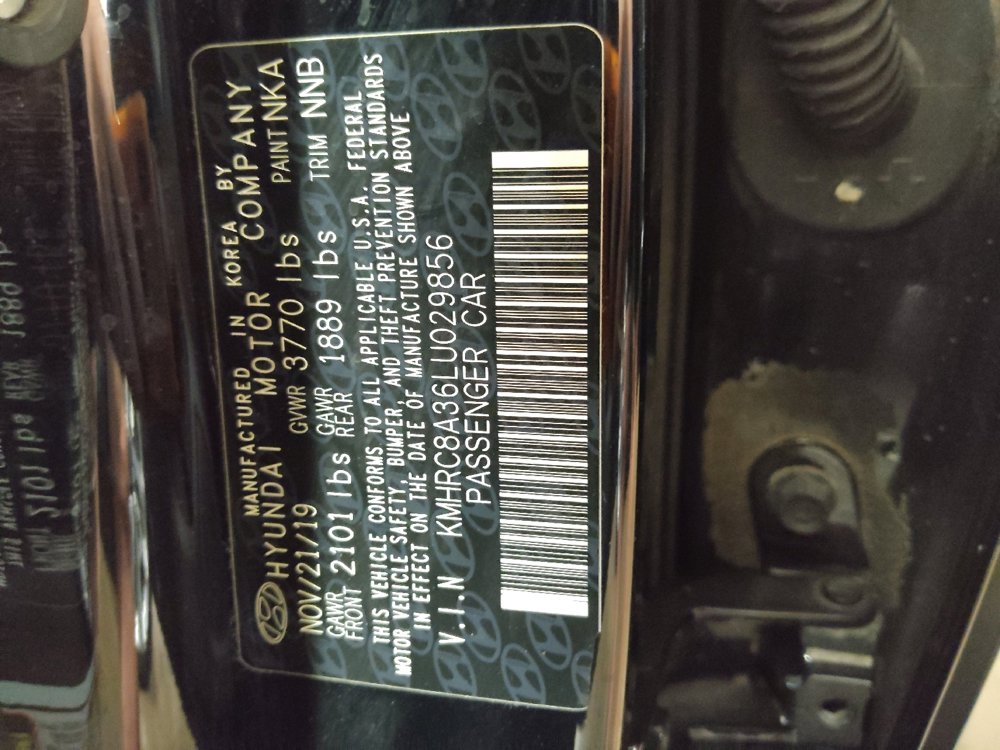 MANUFACTURED IN KOREA BY
HYUNDAI MOTOR COMPANY
NOV/21/19 GVWR 3770 lbs PAINT NKA
GAWR FRONT 2101 lbs GAWR REAR 1889 lbs TRIM NNB
THIS VEHICLE CONFORMS TO ALL APPLICABLE U.S.A. FEDERAL
MOTOR VEHICLE SAFETY, BUMPER, AND THEFT PREVENTION STANDARDS
IN EFFECT ON THE DATE OF MANUFACTURE SHOWN ABOVE
V.I.N KMHRC8A36LU029856
PASSENGER CAR